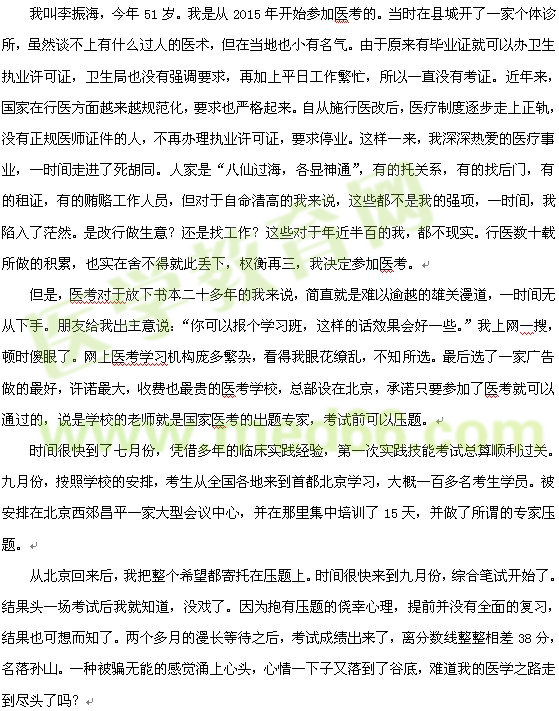 我叫李振海，今年 51 岁。我是从 2015 年开始参加医考的。当时在县城开了一家个体诊
所，虽然谈不上有什么过人的医术，但在当地也小有名气。由于原来有毕业证就可以办卫生
执业许可证，卫生局也没有强调要求，再加上平日工作繁忙，所以一直没有考证。近年来，
国家在行医方面越来越规范化，要求也严格起来。自从施行医改后，医疗制度逐步走上正轨，
没有正规医师证件的人，不再办理执业许可证，要求停业。这样一来，我深深热爱的医疗事
业，一时间走进了死胡同。人家是“八仙过海，各显神通”，有的托关系，有的找后门，有
的租证，有的贿赂工作人员，但对于自命清高的我来说，这些都不是我的强项，一时间，我
陷入了茫然。是改行做生意？还是找工作？这些对于年近半百的我，都不现实。行医数十载
所做的积累，也实在舍不得就此丢下，权衡再三，我决定参加医考。
但是，医考对于放下书本二十多年的我来说，简直就是难以逾越的雄关漫道，一时间无
从下手。朋友给我出主意说：“你可以报个学习班，这样的话效果会好一些。”我上网一搜，
顿时傻眼了。网上医考学习机构庞多繁杂，看得我眼花缭乱，不知所选。最后选了一家广告
做的最好，许诺最大，收费也最贵的医考学校，总部设在北京，承诺只要参加了医考就可以
通过的，说是学校的老师就是国家医考的出题专家，考试前可以压题。
时间很快到了七月份，凭借多年的临床实践经验，第一次实践技能考试总算顺利过关。
九月份，按照学校的安排，考生从全国各地来到首都北京学习，大概一百多名考生学员。被
安排在北京西郊昌平一家大型会议中心，并在那里集中培训了 15 天，并做了所谓的专家压
题。
从北京回来后，我把整个希望都寄托在压题上。时间很快来到九月份，综合笔试开始了。
结果头一场考试后我就知道，没戏了。因为抱有压题的侥幸心理，提前并没有全面的复习，
结果也可想而知了。两个多月的漫长等待之后，考试成绩出来了，离分数线整整相差 38 分，
名落孙山。一种被骗无能的感觉涌上心头，心情一下子又落到了谷底，难道我的医学之路走
到尽头了吗？
医学教育网
www.med66.com